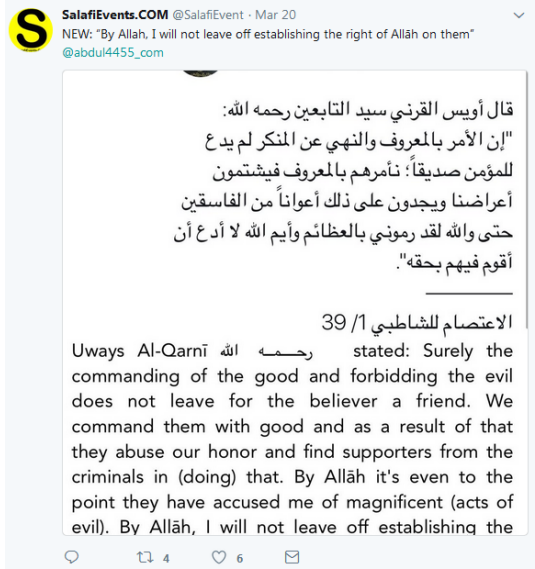 SalafiEvents.COM @SalafiEvent · Mar 20
NEW: “By Allah, I will not leave off establishing the right of Allāh on them”
@abdul4455_com
قال أويس القرني سيد التابعين رحمه الله:
"إن الأمر بالمعروف والنهي عن المنكر لم يدع
للمؤمن صديقاً؛ نأمرهم بالمعروف فيشتمون
أعراضنا ويجدون على ذلك أعواناً من الفاسقين
حتى والله لقد رموني بالعظائم وأيم الله لا أدع أن
أقوم فيهم بحقه".
الاعتصام للشاطبي 1/ 39
Uways Al-Qarnī رحـــمـــه الله stated: Surely the
commanding of the good and forbidding the evil
does not leave for the believer a friend. We
command them with good and as a result of that
they abuse our honor and find supporters from the
criminals in (doing) that. By Allāh it's even to the
point they have accused me of magnificent (acts of
evil). By Allāh, I will not leave off establishing the
4
6